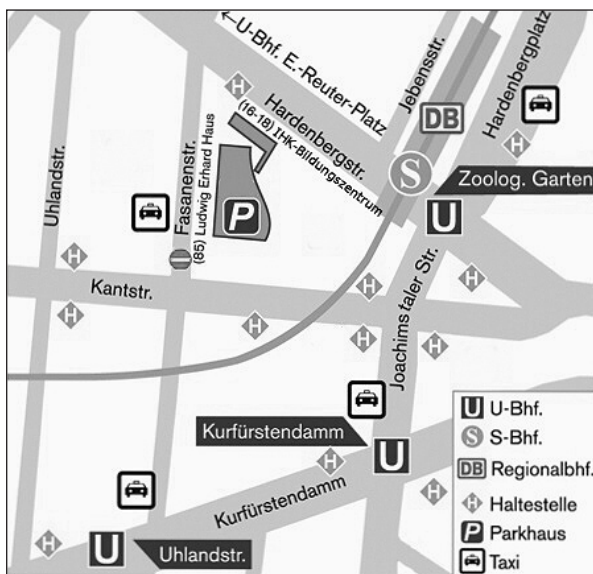 ←U-Bhf. E.-Reuter-Platz
Jebensstr.
Hardenbergplatz
H
Hardenbergstr.
(16-18) IHK-Bildungszentrum
DB
H
Uhlandstr.
Fasanenstr.
(85) Ludwig Erhard Haus
P
S
Zoolog. Garten
U
H
H
Kantstr.
H
H
H
H
H
Joachimstaler Str.
Kurfürstendamm
U
H
H
Kurfürstendamm
H
U
Uhlandstr.
U U-Bhf.
S S-Bhf.
DB Regionalbhf.
H Haltestelle
P Parkhaus
Taxi